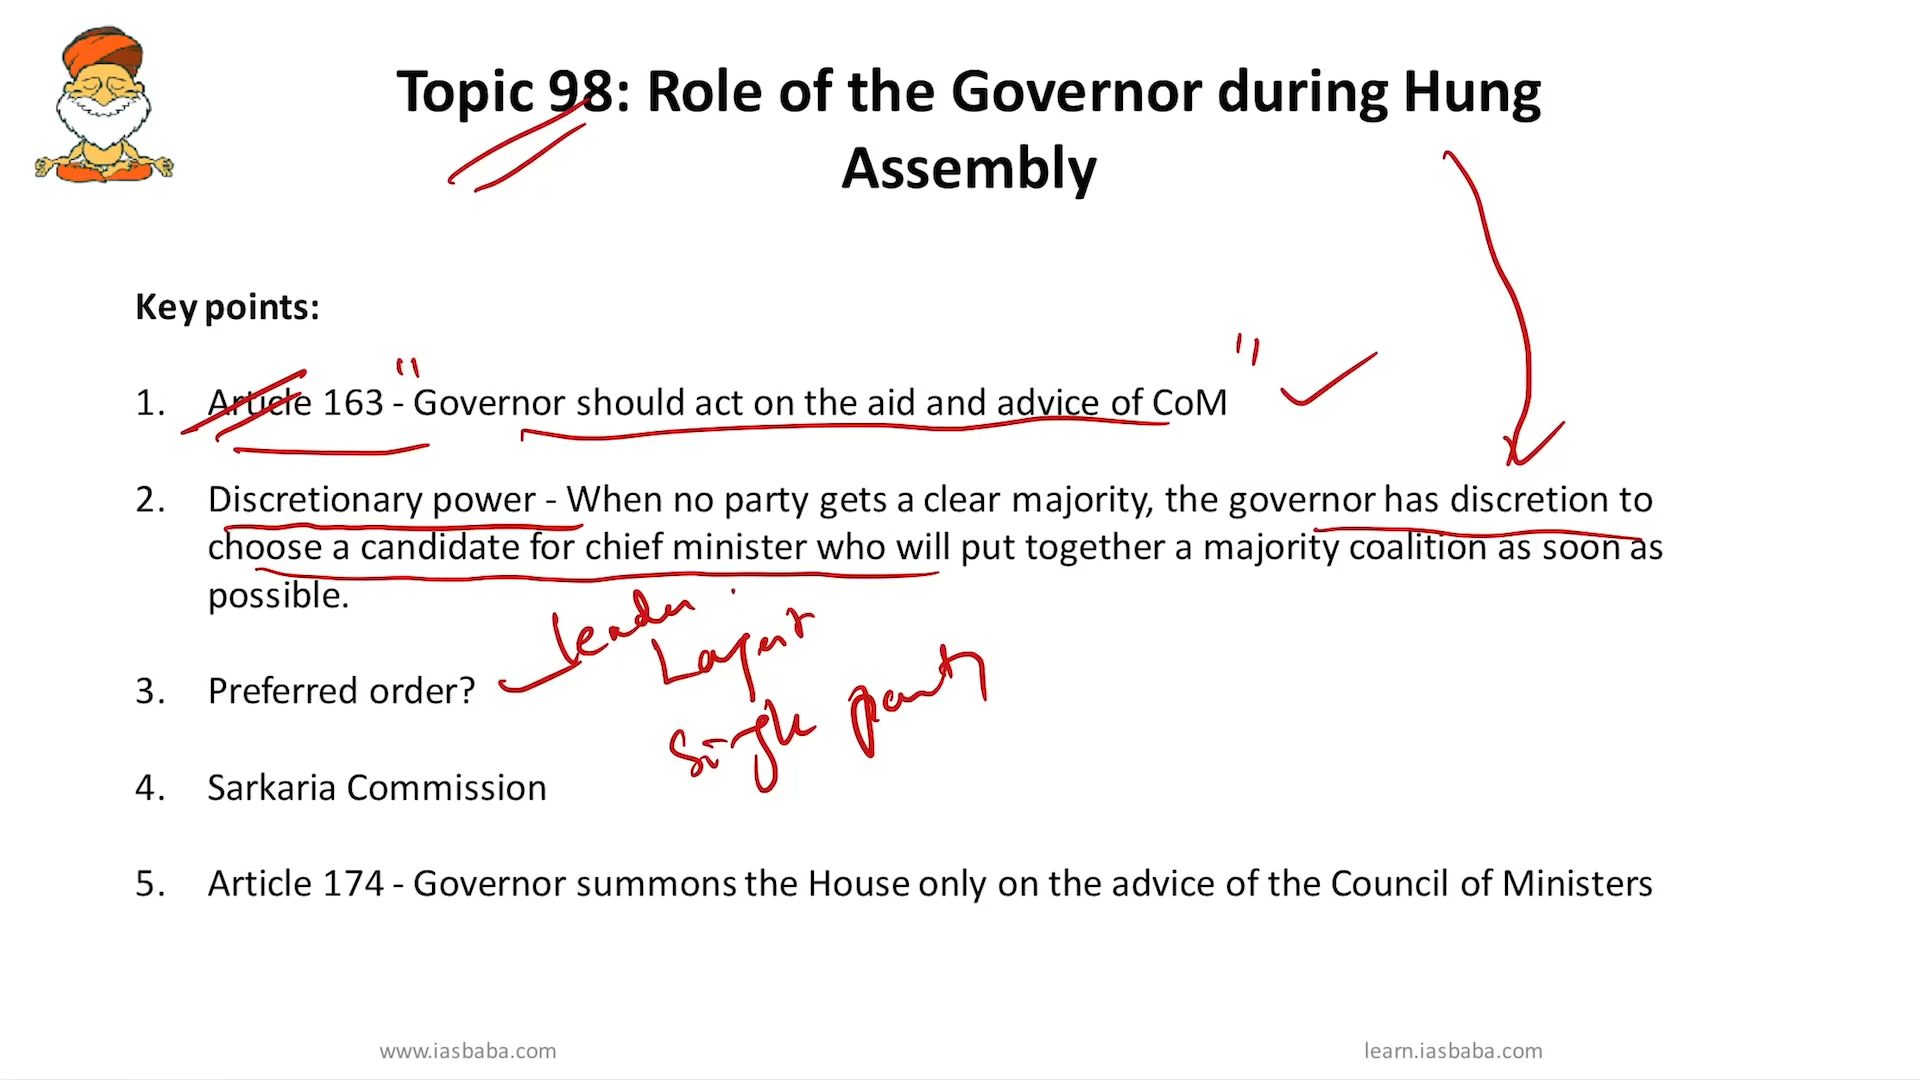 Topic 98: Role of the Governor during Hung
Assembly
Key points:
1. Article 163 - "Governor should act on the aid and advice of CoM"
2. Discretionary power - When no party gets a clear majority, the governor has discretion to
choose a candidate for chief minister who will put together a majority coalition as soon as
possible.
leader
Largest
3. Preferred order?
single party
4. Sarkaria Commission
5. Article 174 - Governor summons the House only on the advice of the Council of Ministers
www.iasbaba.com
learn.iasbaba.com